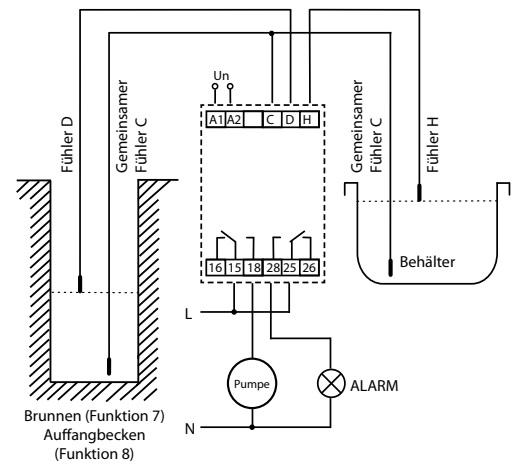 Un
A1 A2 C D H
Fühler D
Gemeinsamer
Fühler C
Gemeinsamer
Fühler C
Fühler H
Behälter
16 15 18 28 25 26
L
Pumpe
ALARM
N
Brunnen (Funktion 7)
Auffangbecken
(Funktion 8)